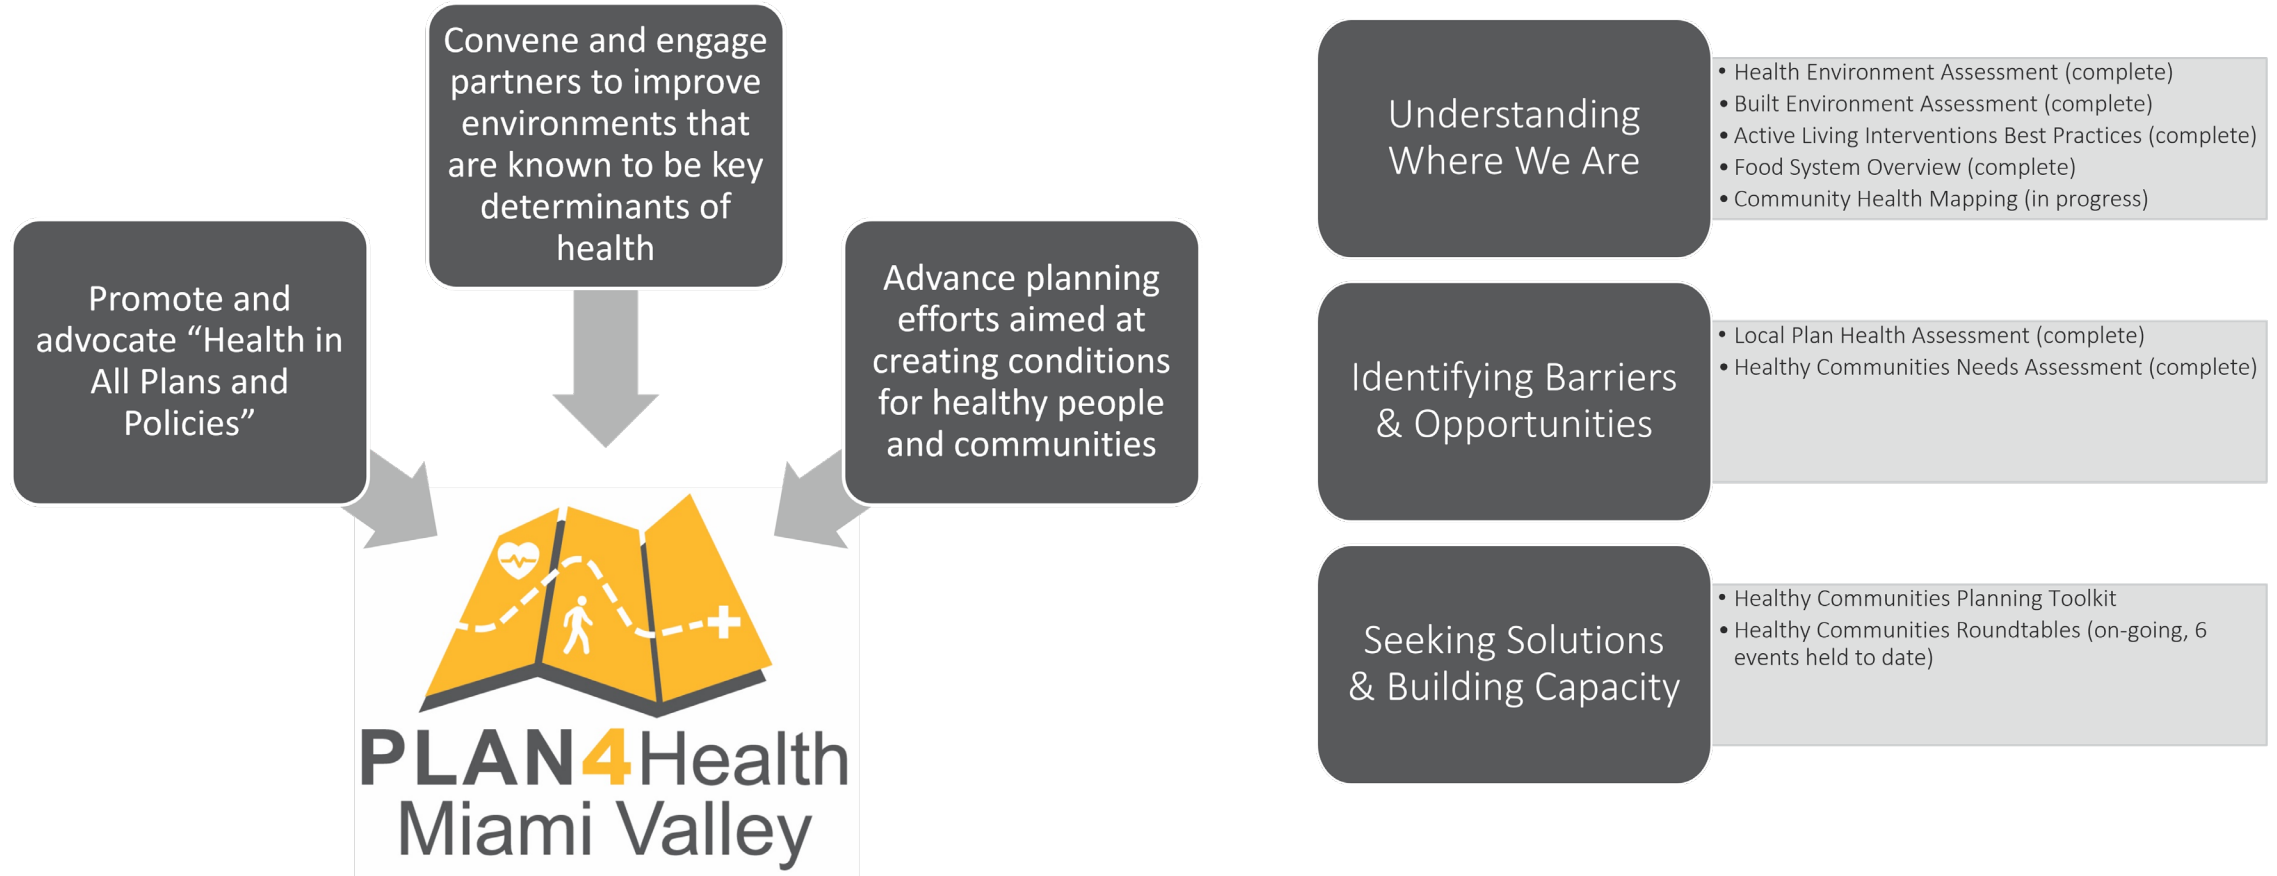 Convene and engage
partners to improve
environments that
are known to be key
determinants of
health
Promote and
advocate “Health in
All Plans and
Policies”
Advance planning
efforts aimed at
creating conditions
for healthy people
and communities
PLAN4Health
Miami Valley
Understanding
Where We Are
• Health Environment Assessment (complete)
• Built Environment Assessment (complete)
• Active Living Interventions Best Practices (complete)
• Food System Overview (complete)
• Community Health Mapping (in progress)
Identifying Barriers
& Opportunities
• Local Plan Health Assessment (complete)
• Healthy Communities Needs Assessment (complete)
Seeking Solutions
& Building Capacity
• Healthy Communities Planning Toolkit
• Healthy Communities Roundtables (on-going, 6
events held to date)